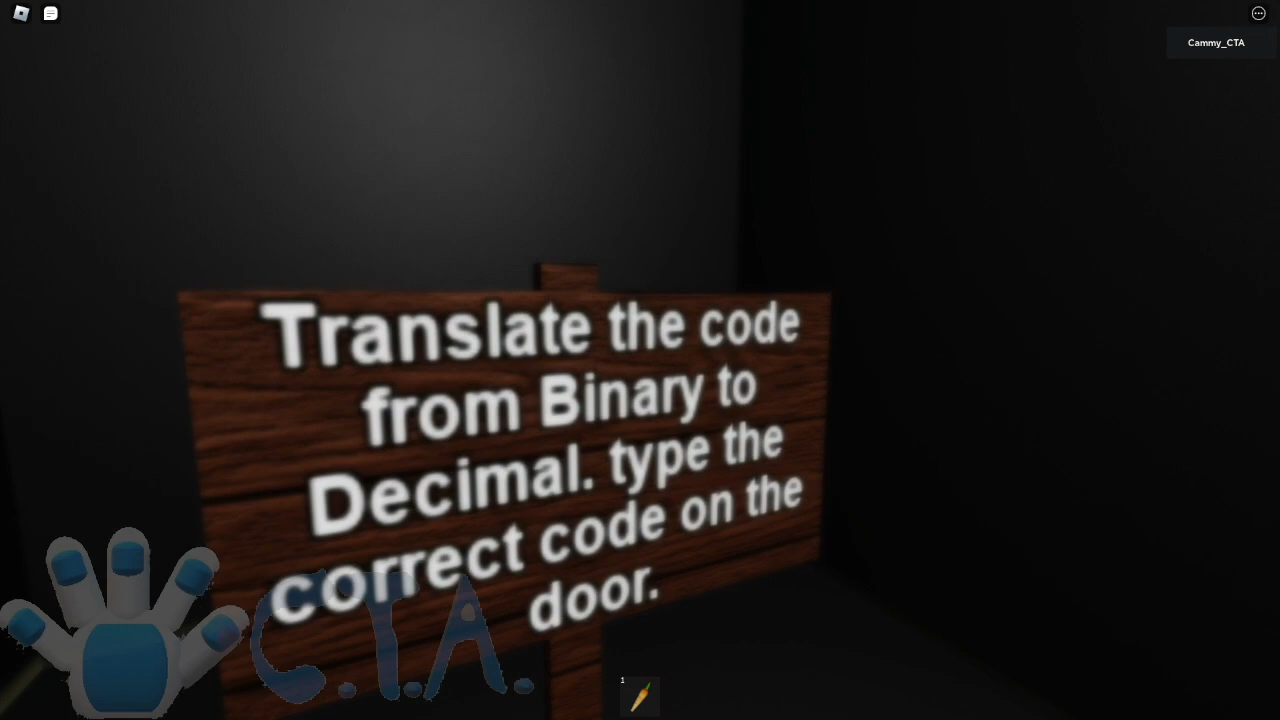 Cammy_CTA
Translate the code
from Binary to
Decimal. type the
correct code on the
door.
C.T.A.
1